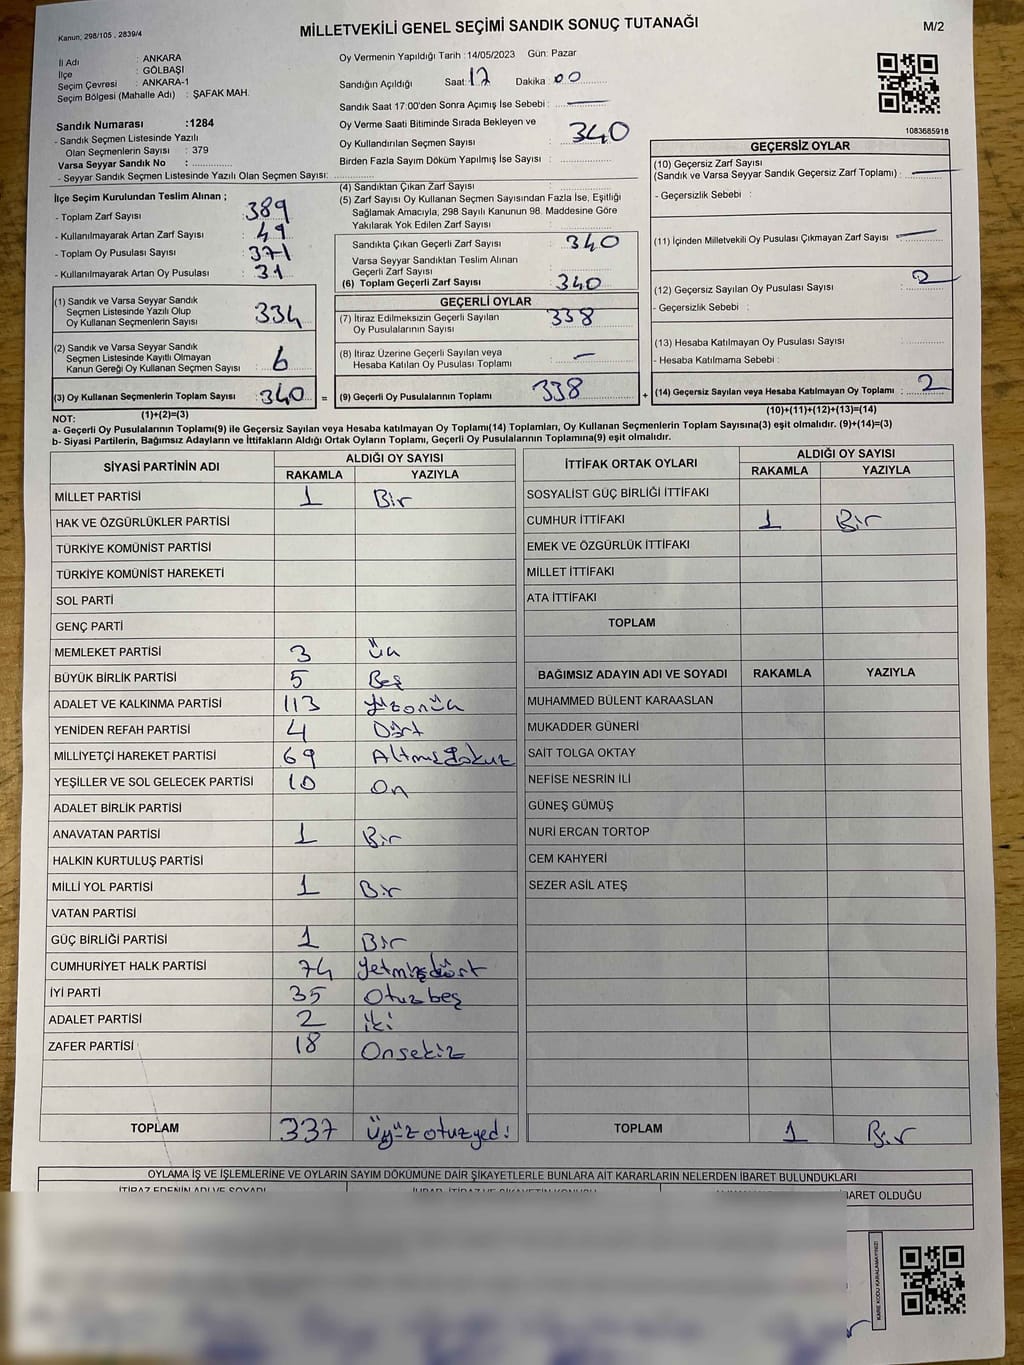 Kanun, 298/105 , 2839/4
MİLLETVEKİLİ GENEL SEÇİMİ SANDIK SONUÇ TUTANAĞI
M/2
İl Adı : ANKARA
İlçe : GÖLBAŞI
Seçim Çevresi : ANKARA-1
Seçim Bölgesi (Mahalle Adı) : ŞAFAK MAH.
Sandık Numarası :1284
- Sandık Seçmen Listesinde Yazılı
Olan Seçmenlerin Sayısı : 379
Varsa Seyyar Sandık No : ..............
- Seyyar Sandık Seçmen Listesinde Yazılı Olan Seçmen Sayısı: ..............
Oy Vermenin Yapıldığı Tarih :14/05/2023 Gün: Pazar
Sandığın Açıldığı Saat: 17 Dakika : 00
Sandık Saat 17:00'den Sonra Açımış İse Sebebi : —
Oy Verme Saati Bitiminde Sırada Bekleyen ve
Oy Kullandırılan Seçmen Sayısı : 340
Birden Fazla Sayım Döküm Yapılmış İse Sayısı : ..............
1083685918
İlçe Seçim Kurulundan Teslim Alınan ;
- Toplam Zarf Sayısı : 389
- Kullanılmayarak Artan Zarf Sayısı : 49
- Toplam Oy Pusulası Sayısı : 371
- Kullanılmayarak Artan Oy Pusulası : 31
(1) Sandık ve Varsa Seyyar Sandık
Seçmen Listesinde Yazılı Olup
Oy Kullanan Seçmenlerin Sayısı : 334
(2) Sandık ve Varsa Seyyar Sandık
Seçmen Listesinde Kayıtlı Olmayan
Kanun Gereği Oy Kullanan Seçmen Sayısı : 6
(3) Oy Kullanan Seçmenlerin Toplam Sayısı : 340 =
(1)+(2)=(3)
(4) Sandıktan Çıkan Zarf Sayısı : ..............
(5) Zarf Sayısı Oy Kullanan Seçmen Sayısından Fazla İse, Eşitliği
Sağlamak Amacıyla, 298 Sayılı Kanunun 98. Maddesine Göre
Yakılarak Yok Edilen Zarf Sayısı : ..............
Sandıkta Çıkan Geçerli Zarf Sayısı : 340
Varsa Seyyar Sandıktan Teslim Alınan
Geçerli Zarf Sayısı : ..............
(6) Toplam Geçerli Zarf Sayısı : 340
GEÇERLİ OYLAR
(7) İtiraz Edilmeksizin Geçerli Sayılan
Oy Pusulalarının Sayısı : 338
(8) İtiraz Üzerine Geçerli Sayılan veya
Hesaba Katılan Oy Pusulası Toplamı : —
(9) Geçerli Oy Pusulalarının Toplamı : 338 +
GEÇERSİZ OYLAR
(10) Geçersiz Zarf Sayısı
(Sandık ve Varsa Seyyar Sandık Geçersiz Zarf Toplamı) : —
- Geçersizlik Sebebi :
(11) İçinden Milletvekili Oy Pusulası Çıkmayan Zarf Sayısı : —
(12) Geçersiz Sayılan Oy Pusulası Sayısı : 2
- Geçersizlik Sebebi :
(13) Hesaba Katılmayan Oy Pusulası Sayısı : ..............
- Hesaba Katılmama Sebebi :
(14) Geçersiz Sayılan veya Hesaba Katılmayan Oy Toplamı : 2
(10)+(11)+(12)+(13)=(14)
NOT:
a- Geçerli Oy Pusulalarının Toplamı(9) ile Geçersiz Sayılan veya Hesaba katılmayan Oy Toplamı(14) Toplamları, Oy Kullanan Seçmenlerin Toplam Sayısına(3) eşit olmalıdır. (9)+(14)=(3)
b- Siyasi Partilerin, Bağımsız Adayların ve İttifakların Aldığı Ortak Oyların Toplamı, Geçerli Oy Pusulalarının Toplamına(9) eşit olmalıdır.
SİYASİ PARTİNİN ADI ALDIĞI OY SAYISI
RAKAMLA YAZIYLA
MİLLET PARTİSİ 1 Bir
HAK VE ÖZGÜRLÜKLER PARTİSİ
TÜRKİYE KOMÜNİST PARTİSİ
TÜRKİYE KOMÜNİST HAREKETİ
SOL PARTİ
GENÇ PARTİ
MEMLEKET PARTİSİ 3 Üç
BÜYÜK BİRLİK PARTİSİ 5 Beş
ADALET VE KALKINMA PARTİSİ 113 Yüzonüç
YENİDEN REFAH PARTİSİ 4 Dört
MİLLİYETÇİ HAREKET PARTİSİ 69 Altmışdokuz
YEŞİLLER VE SOL GELECEK PARTİSİ 10 On
ADALET BİRLİK PARTİSİ
ANAVATAN PARTİSİ 1 Bir
HALKIN KURTULUŞ PARTİSİ
MİLLİ YOL PARTİSİ 1 Bir
VATAN PARTİSİ
GÜÇ BİRLİĞİ PARTİSİ 1 Bir
CUMHURİYET HALK PARTİSİ 74 Yetmişdört
İYİ PARTİ 35 Otuzbeş
ADALET PARTİSİ 2 iki
ZAFER PARTİSİ 18 Onsekiz
TOPLAM 337 üçyüz otuzyedi
İTTİFAK ORTAK OYLARI ALDIĞI OY SAYISI
RAKAMLA YAZIYLA
SOSYALİST GÜÇ BİRLİĞİ İTTİFAKI
CUMHUR İTTİFAKI 1 Bir
EMEK VE ÖZGÜRLÜK İTTİFAKI
MİLLET İTTİFAKI
ATA İTTİFAKI
TOPLAM
BAĞIMSIZ ADAYIN ADI VE SOYADI RAKAMLA YAZIYLA
MUHAMMED BÜLENT KARAASLAN
MUKADDER GÜNERİ
SAİT TOLGA OKTAY
NEFİSE NESRİN İLİ
GÜNEŞ GÜMÜŞ
NURİ ERCAN TORTOP
CEM KAHYERİ
SEZER ASİL ATEŞ
TOPLAM 1 Bir
OYLAMA İŞ VE İŞLEMLERİNE VE OYLARIN SAYIM DÖKÜMÜNE DAİR ŞİKAYETLERLE BUNLARA AİT KARARLARIN NELERDEN İBARET BULUNDUKLARI
İTİRAZ EDENİN ADI VE SOYADI
İBARET OLDUĞU
KARE KODU KARALAMAYINIZ!